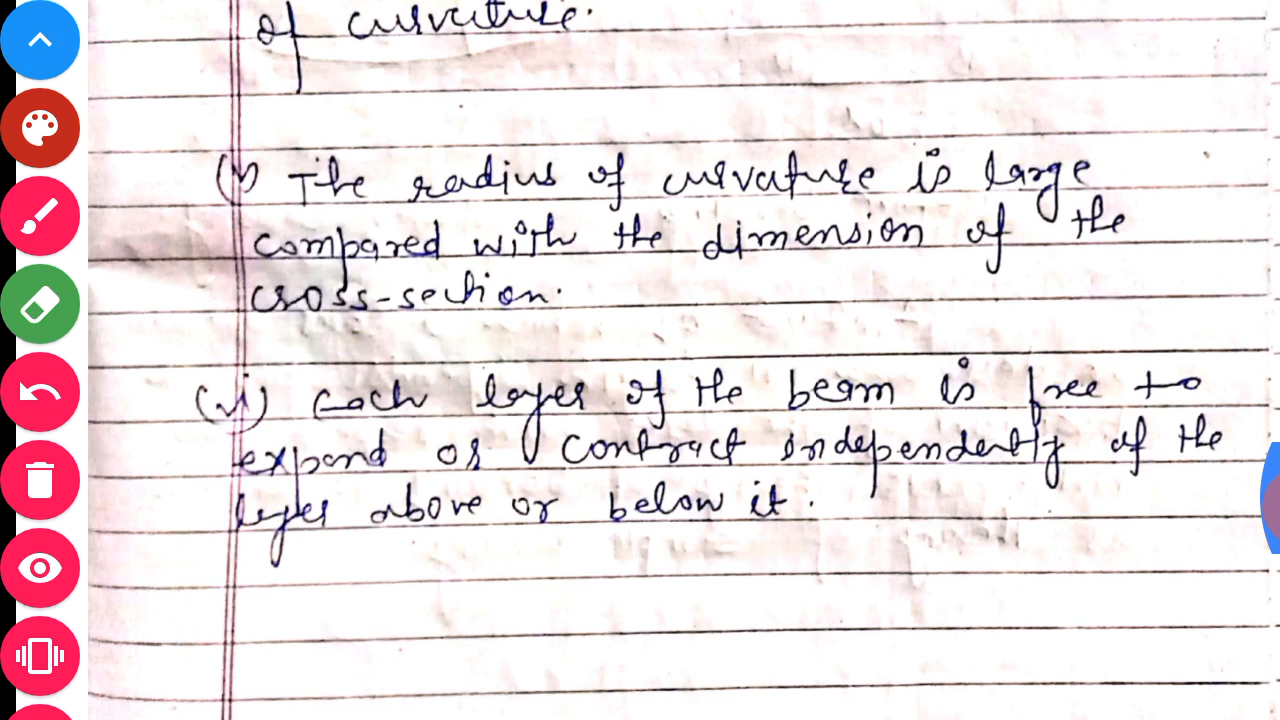 of curvature.
(v) The radius of curvature is large
compared with the dimension of the
cross-section.
(vi) Each layer of the beam is free to
expand or contract independently of the
layer above or below it.